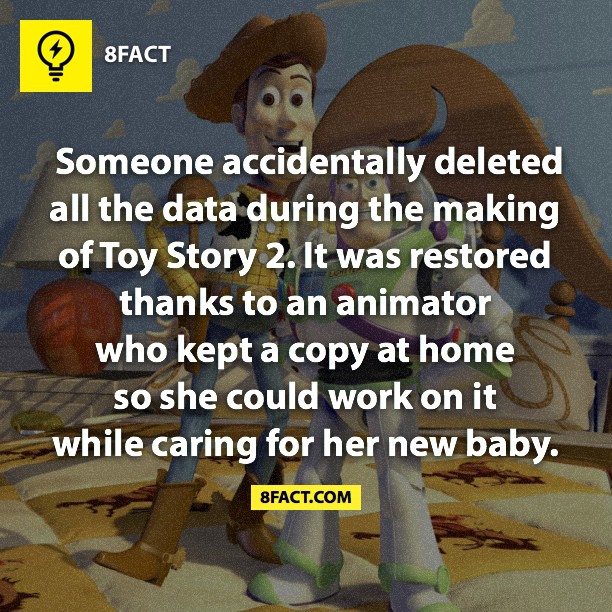 8FACT
Someone accidentally deleted
all the data during the making
of Toy Story 2. It was restored
thanks to an animator
who kept a copy at home
so she could work on it
while caring for her new baby.
8FACT.COM